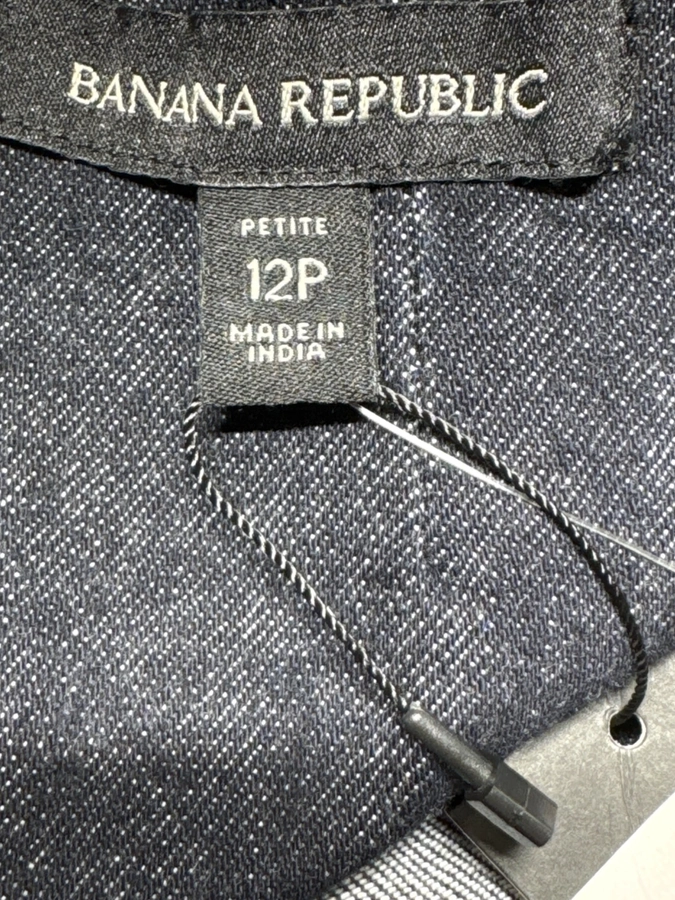 BANANA REPUBLIC
PETITE
12P
MADE IN
INDIA